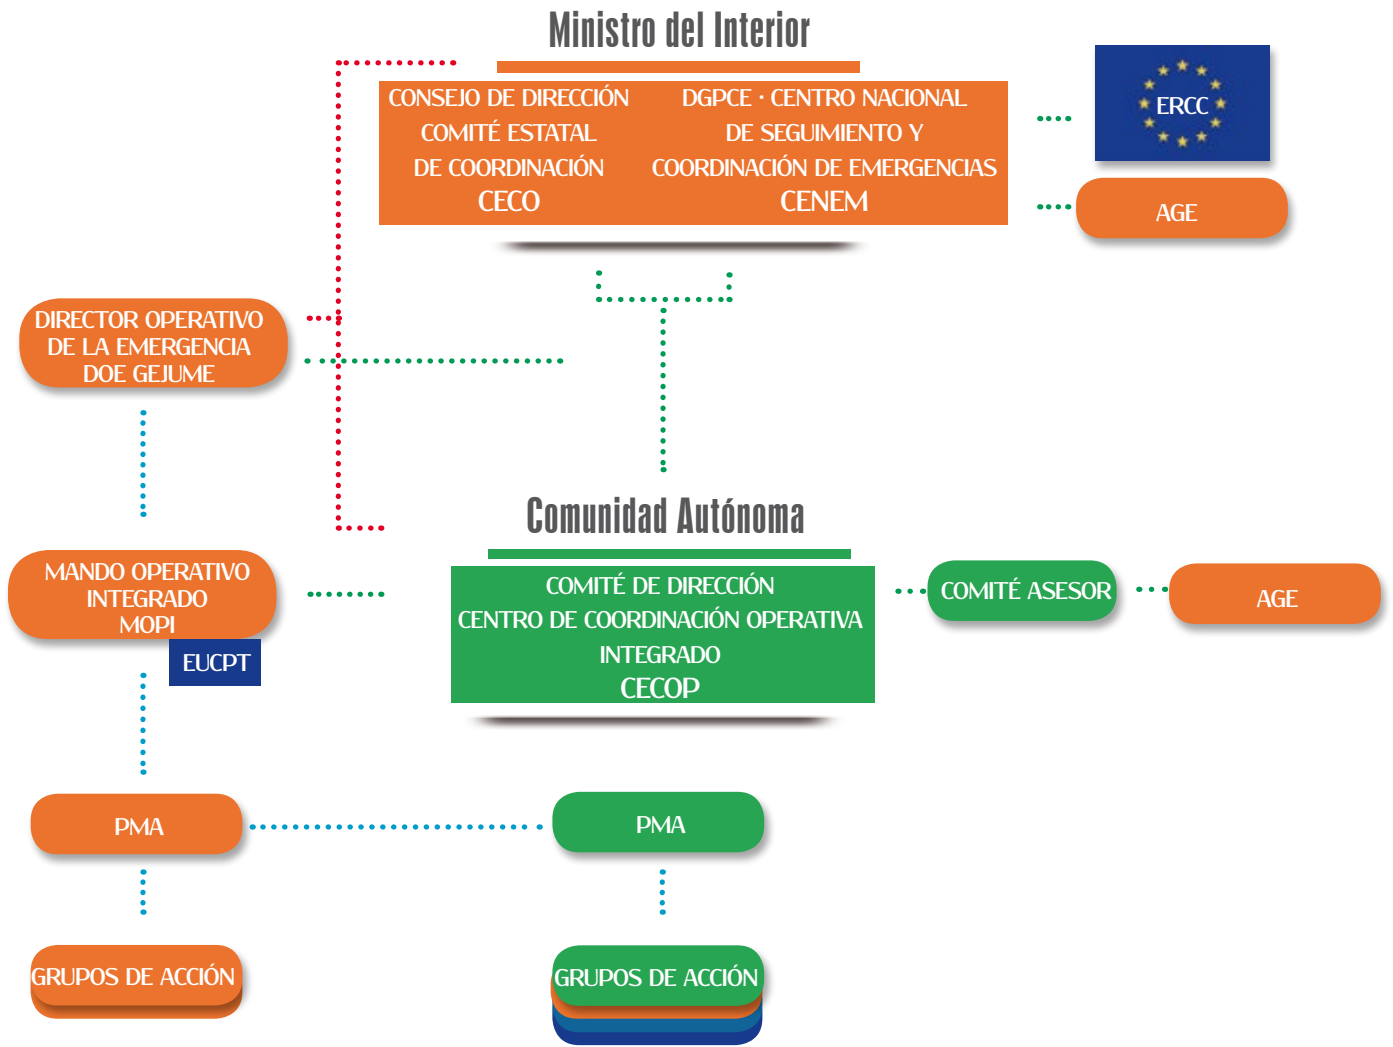 Ministro del Interior
CONSEJO DE DIRECCIÓN
COMITÉ ESTATAL
DE COORDINACIÓN
CECO
DGPCE · CENTRO NACIONAL
DE SEGUIMIENTO Y
COORDINACIÓN DE EMERGENCIAS
CENEM
ERCC
AGE
DIRECTOR OPERATIVO
DE LA EMERGENCIA
DOE GEJUME
Comunidad Autónoma
MANDO OPERATIVO
INTEGRADO
MOPI
EUCPT
COMITÉ DE DIRECCIÓN
CENTRO DE COORDINACIÓN OPERATIVA
INTEGRADO
CECOP
COMITÉ ASESOR
AGE
PMA
PMA
GRUPOS DE ACCIÓN
GRUPOS DE ACCIÓN